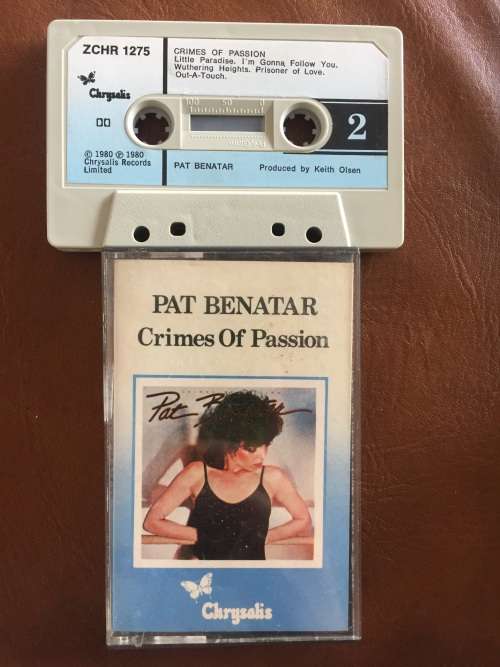 ZCHR 1275
Chrysalis
DD
© 1980 ℗ 1980
Chrysalis Records
Limited
CRIMES OF PASSION
Little Paradise. I'm Gonna Follow You.
Wuthering Heights. Prisoner of Love.
Out-A-Touch.
100 50 0
2
PAT BENATAR Produced by Keith Olsen
PAT BENATAR
Crimes Of Passion
Pat Benatar
Chrysalis